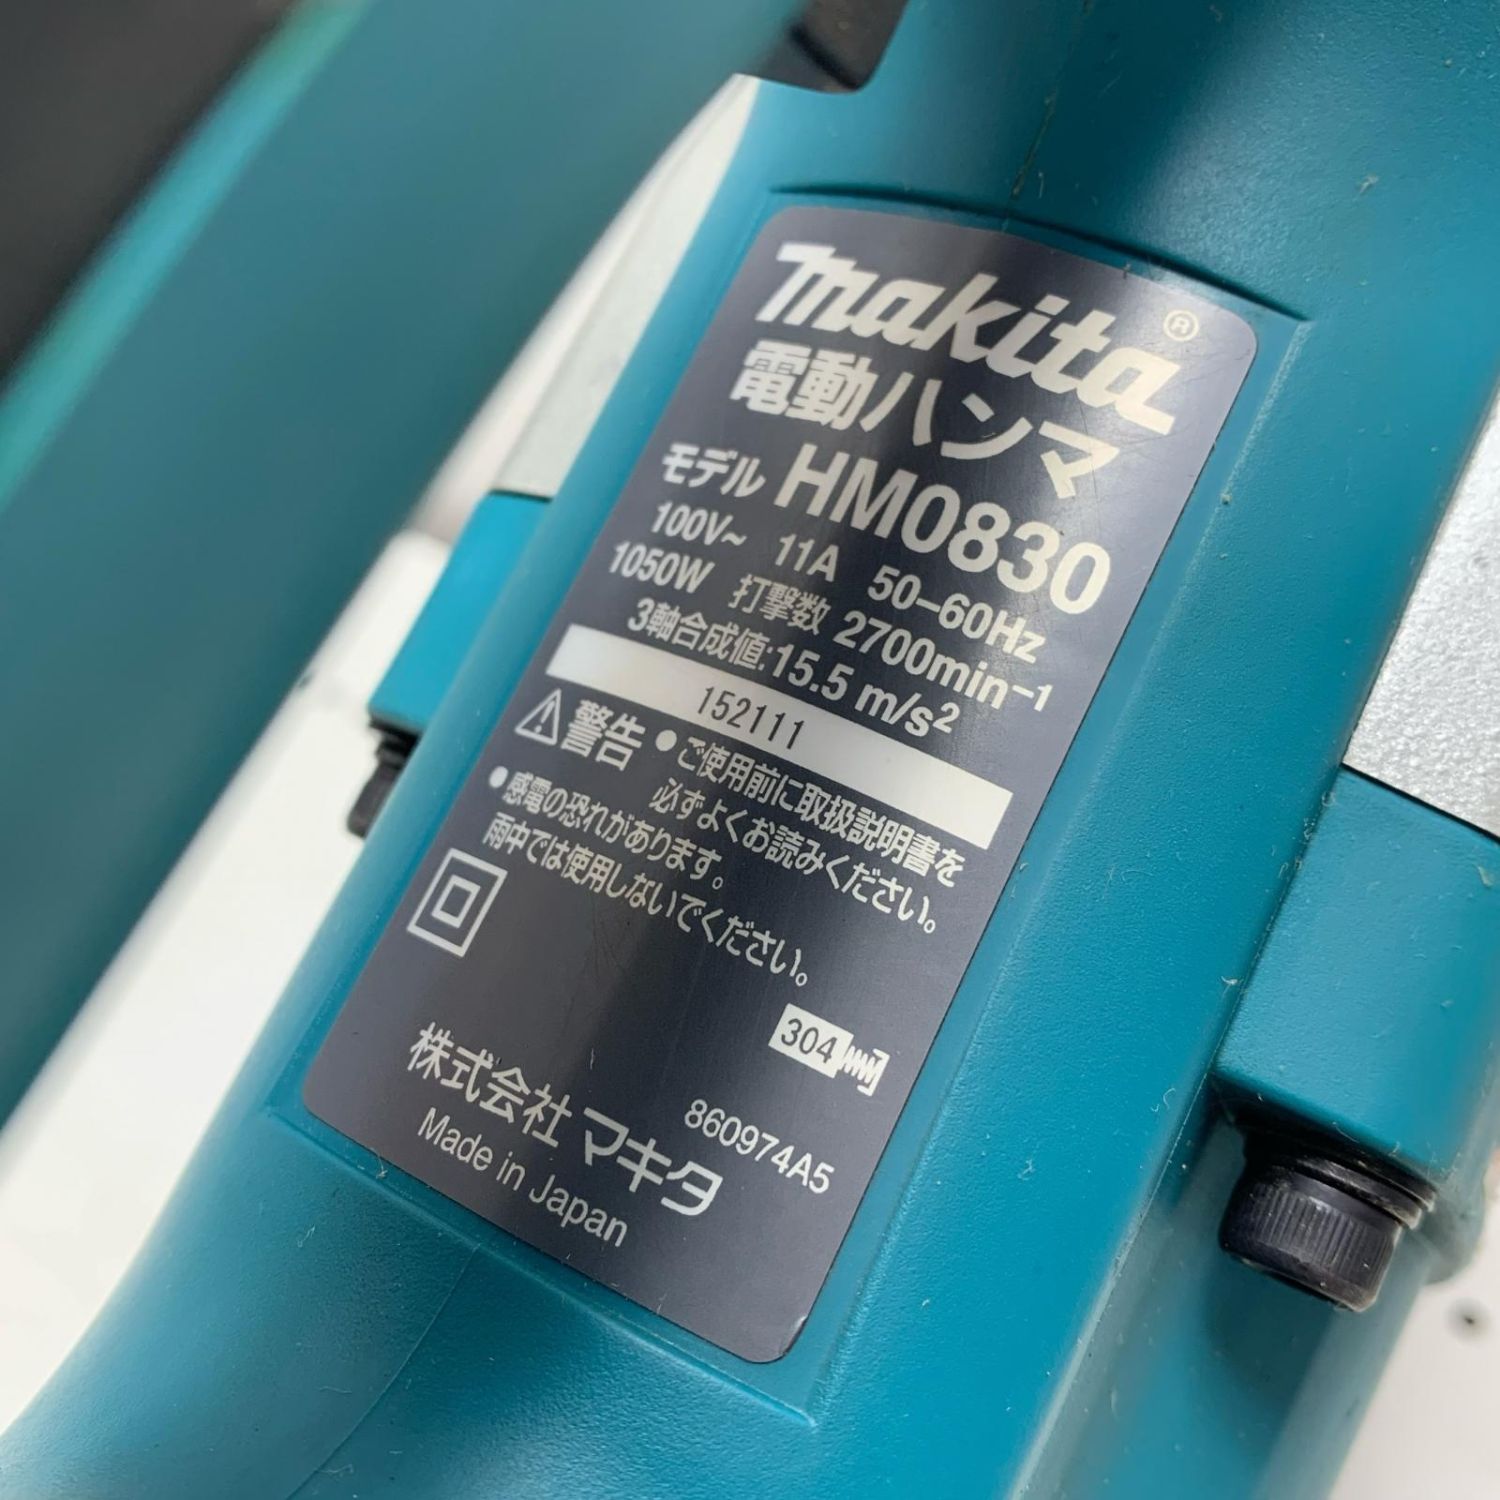 makita®
電動ハンマ
モデル HM0830
100V~ 11A 50-60Hz
1050W 打撃数 2700min⁻¹
3軸合成値:15.5 m/s²
152111
⚠警告 ●ご使用前に取扱説明書を
必ずよくお読みください。
●感電の恐れがあります。
雨中では使用しないでください。
304
株式会社 マキタ
860974A5
Made in Japan